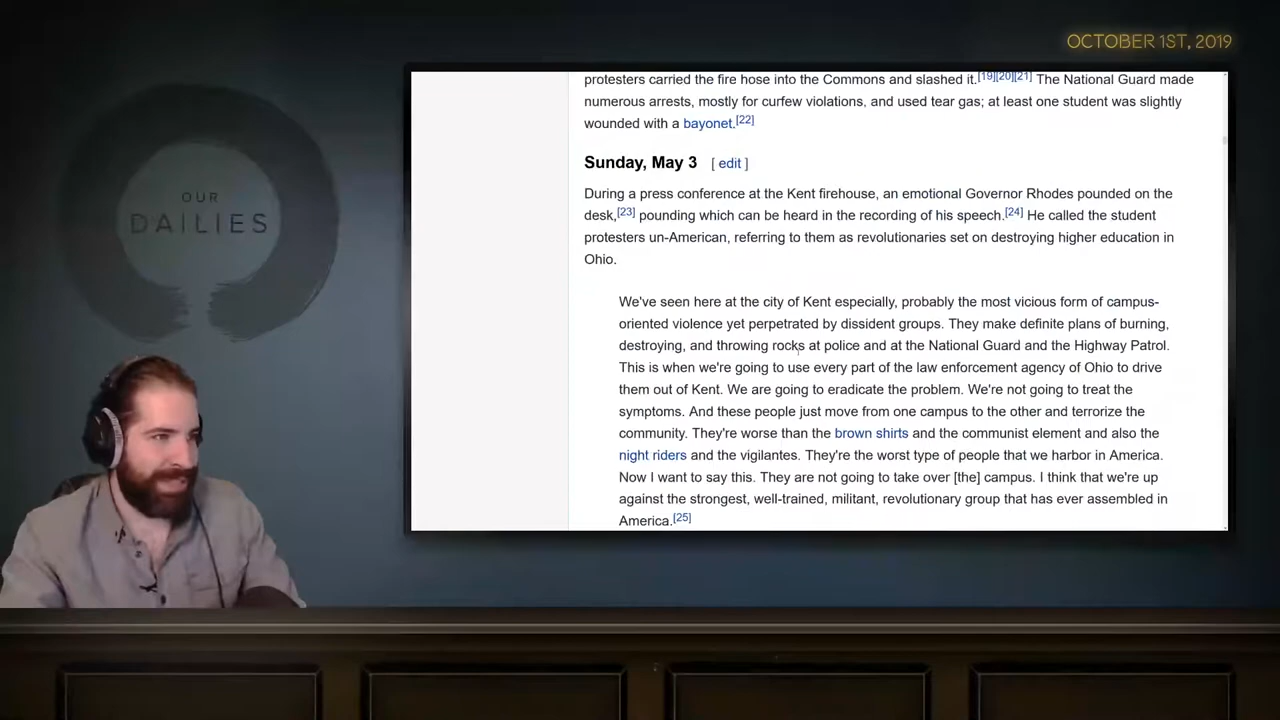 OCTOBER 1ST, 2019
OUR
DAILIES
protesters carried the fire hose into the Commons and slashed it.[19][20][21] The National Guard made
numerous arrests, mostly for curfew violations, and used tear gas; at least one student was slightly
wounded with a bayonet.[22]
Sunday, May 3 [ edit ]
During a press conference at the Kent firehouse, an emotional Governor Rhodes pounded on the
desk,[23] pounding which can be heard in the recording of his speech.[24] He called the student
protesters un-American, referring to them as revolutionaries set on destroying higher education in
Ohio.
We've seen here at the city of Kent especially, probably the most vicious form of campus-
oriented violence yet perpetrated by dissident groups. They make definite plans of burning,
destroying, and throwing rocks at police and at the National Guard and the Highway Patrol.
This is when we're going to use every part of the law enforcement agency of Ohio to drive
them out of Kent. We are going to eradicate the problem. We're not going to treat the
symptoms. And these people just move from one campus to the other and terrorize the
community. They're worse than the brown shirts and the communist element and also the
night riders and the vigilantes. They're the worst type of people that we harbor in America.
Now I want to say this. They are not going to take over [the] campus. I think that we're up
against the strongest, well-trained, militant, revolutionary group that has ever assembled in
America.[25]